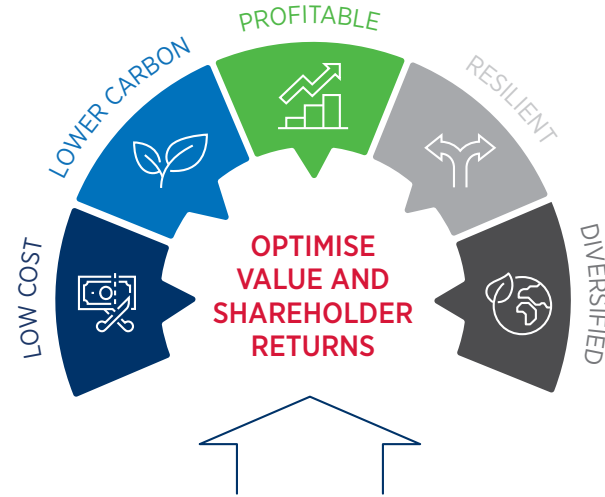 LOW COST
LOWER CARBON
PROFITABLE
RESILIENT
DIVERSIFIED
OPTIMISE
VALUE AND
SHAREHOLDER
RETURNS